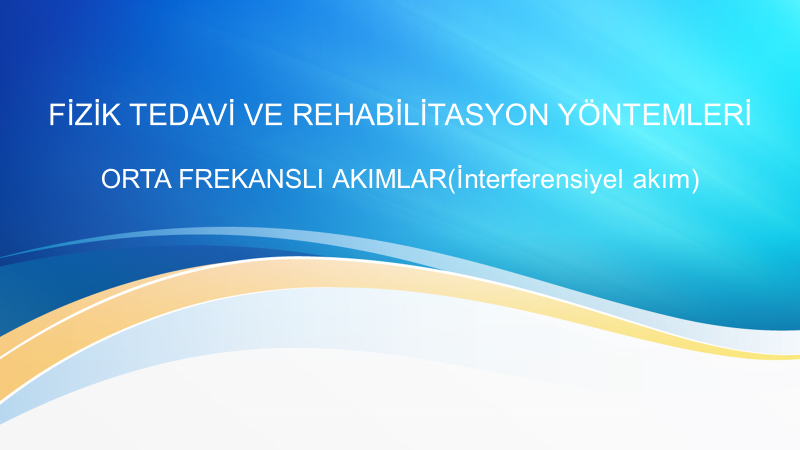 FİZİK TEDAVİ VE REHABİLİTASYON YÖNTEMLERİ
ORTA FREKANSLI AKIMLAR(İnterferensiyel akım)